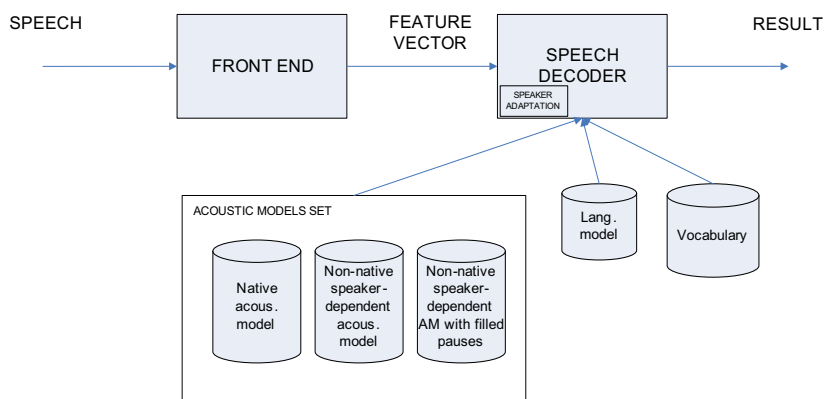 SPEECH
FRONT END
FEATURE
VECTOR
SPEECH
DECODER
SPEAKER
ADAPTATION
RESULT
ACOUSTIC MODELS SET
Native
acous.
model
Non-native
speaker-
dependent
acous.
model
Non-native
speaker-
dependent
AM with filled
pauses
Lang.
model
Vocabulary